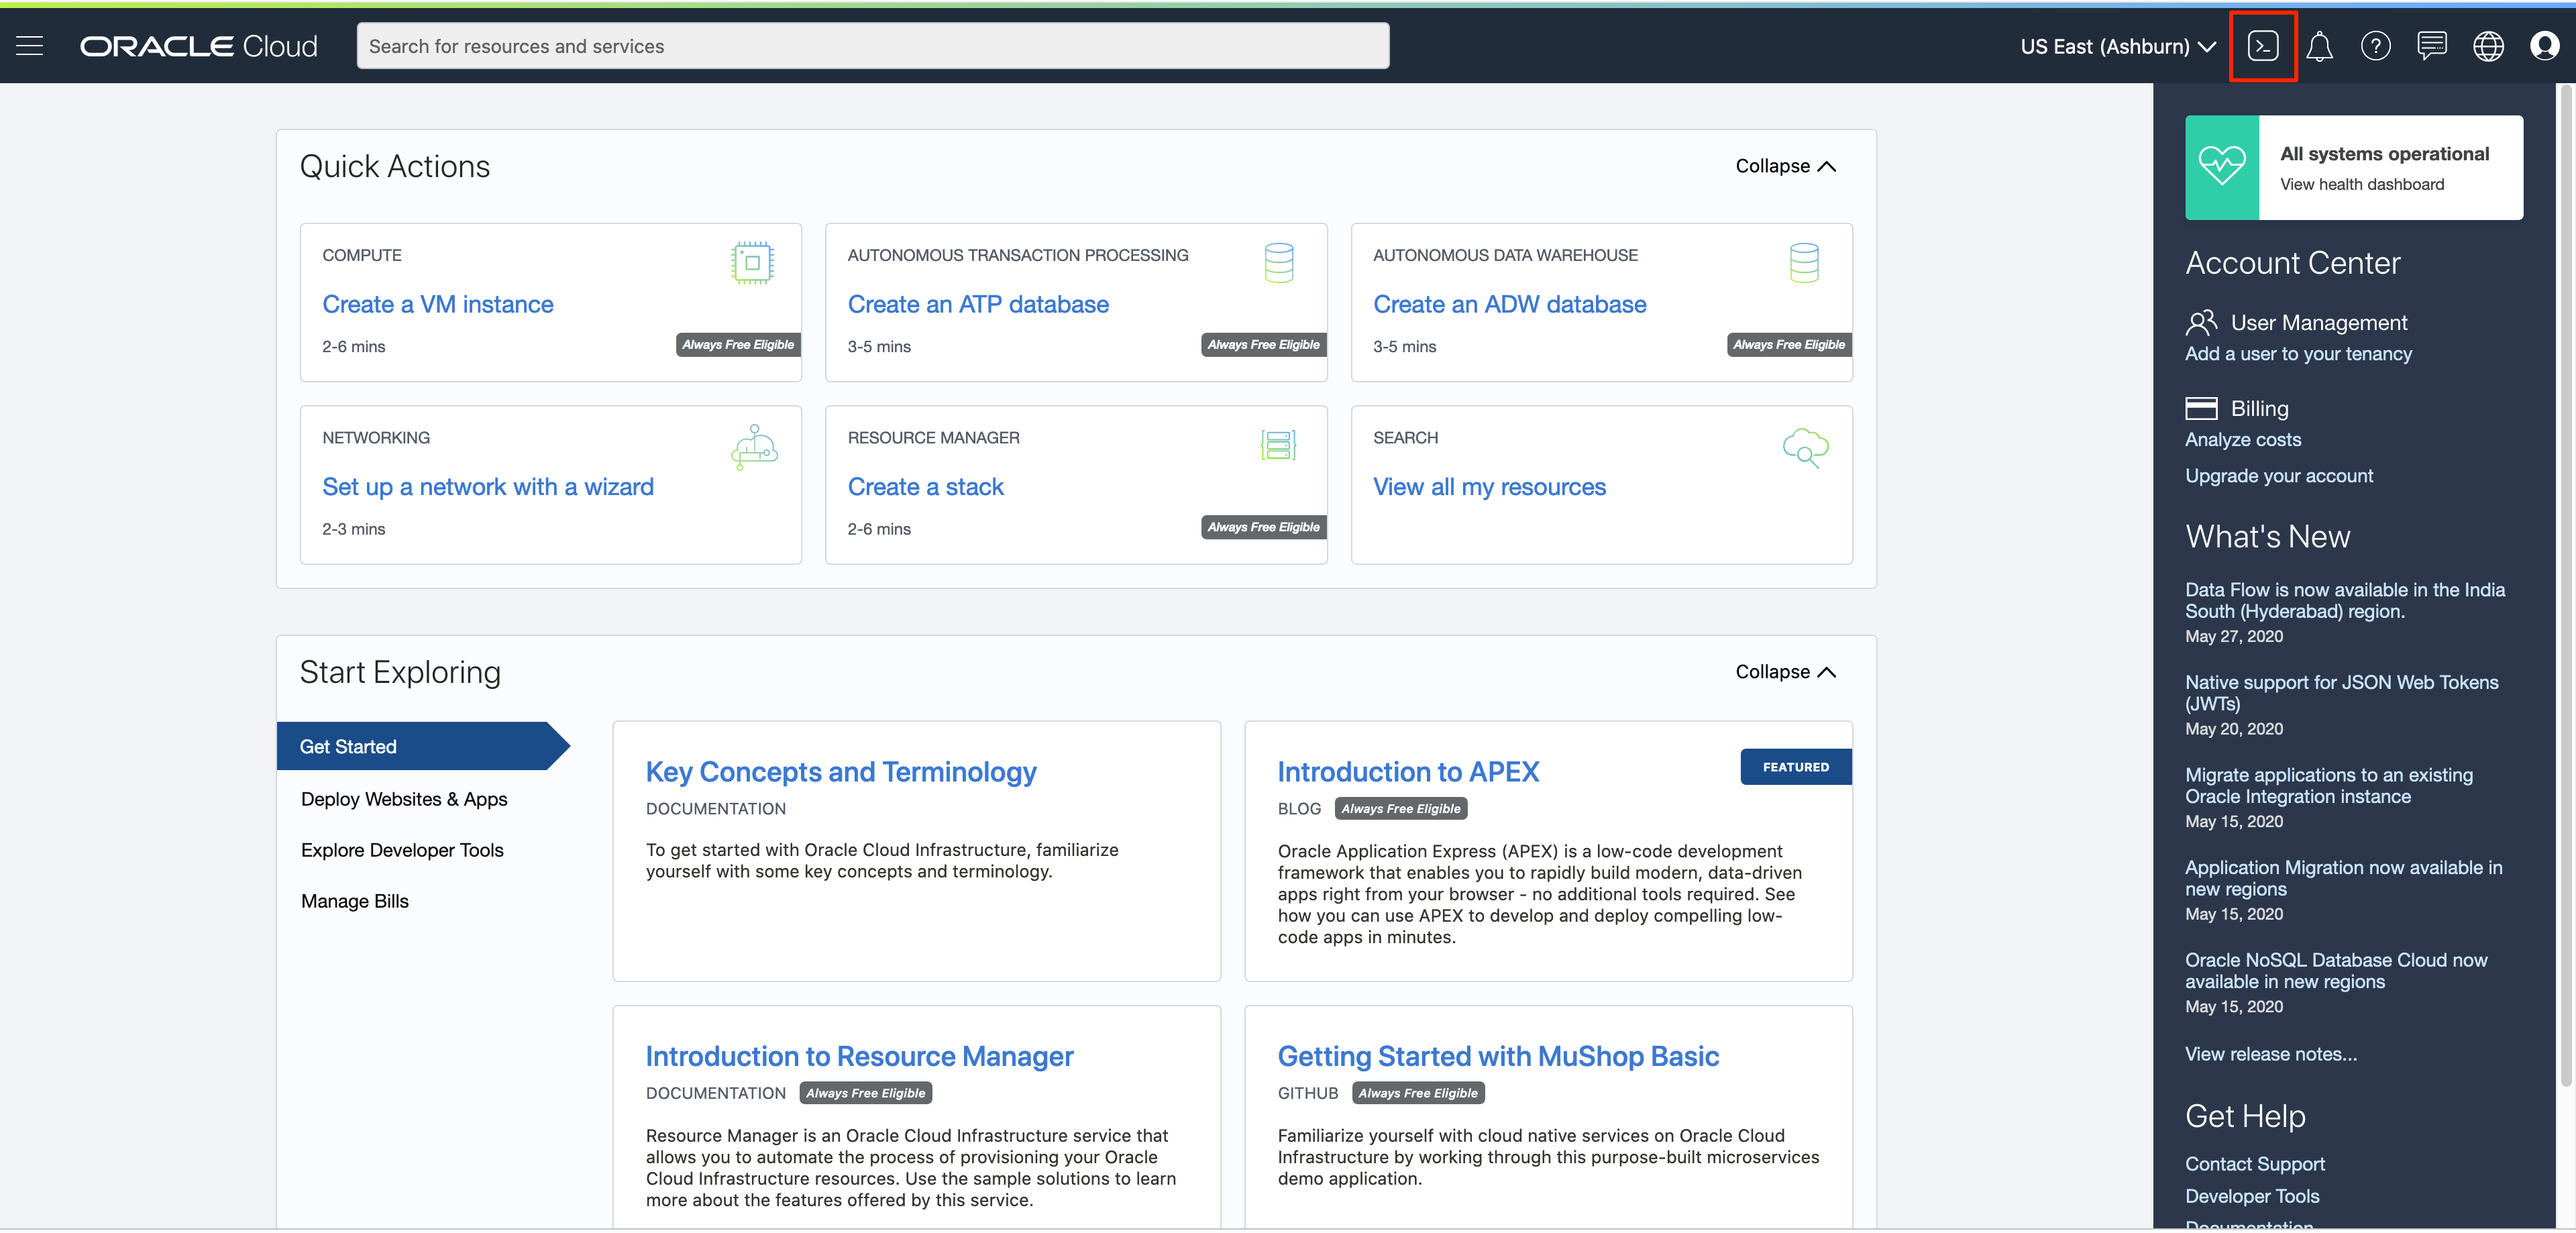 ORACLE Cloud
Search for resources and services
US East (Ashburn)
Quick Actions
Collapse
COMPUTE
Create a VM instance
2-6 mins
Always Free Eligible
AUTONOMOUS TRANSACTION PROCESSING
Create an ATP database
3-5 mins
Always Free Eligible
AUTONOMOUS DATA WAREHOUSE
Create an ADW database
3-5 mins
Always Free Eligible
NETWORKING
Set up a network with a wizard
2-3 mins
RESOURCE MANAGER
Create a stack
2-6 mins
Always Free Eligible
SEARCH
View all my resources
Start Exploring
Collapse
Get Started
Deploy Websites & Apps
Explore Developer Tools
Manage Bills
Key Concepts and Terminology
DOCUMENTATION
To get started with Oracle Cloud Infrastructure, familiarize
yourself with some key concepts and terminology.
Introduction to APEX
FEATURED
BLOG Always Free Eligible
Oracle Application Express (APEX) is a low-code development
framework that enables you to rapidly build modern, data-driven
apps right from your browser - no additional tools required. See
how you can use APEX to develop and deploy compelling low-
code apps in minutes.
Introduction to Resource Manager
DOCUMENTATION Always Free Eligible
Resource Manager is an Oracle Cloud Infrastructure service that
allows you to automate the process of provisioning your Oracle
Cloud Infrastructure resources. Use the sample solutions to learn
more about the features offered by this service.
Getting Started with MuShop Basic
GITHUB Always Free Eligible
Familiarize yourself with cloud native services on Oracle Cloud
Infrastructure by working through this purpose-built microservices
demo application.
All systems operational
View health dashboard
Account Center
User Management
Add a user to your tenancy
Billing
Analyze costs
Upgrade your account
What's New
Data Flow is now available in the India
South (Hyderabad) region.
May 27, 2020
Native support for JSON Web Tokens
(JWTs)
May 20, 2020
Migrate applications to an existing
Oracle Integration instance
May 15, 2020
Application Migration now available in
new regions
May 15, 2020
Oracle NoSQL Database Cloud now
available in new regions
May 15, 2020
View release notes...
Get Help
Contact Support
Developer Tools
Documentation